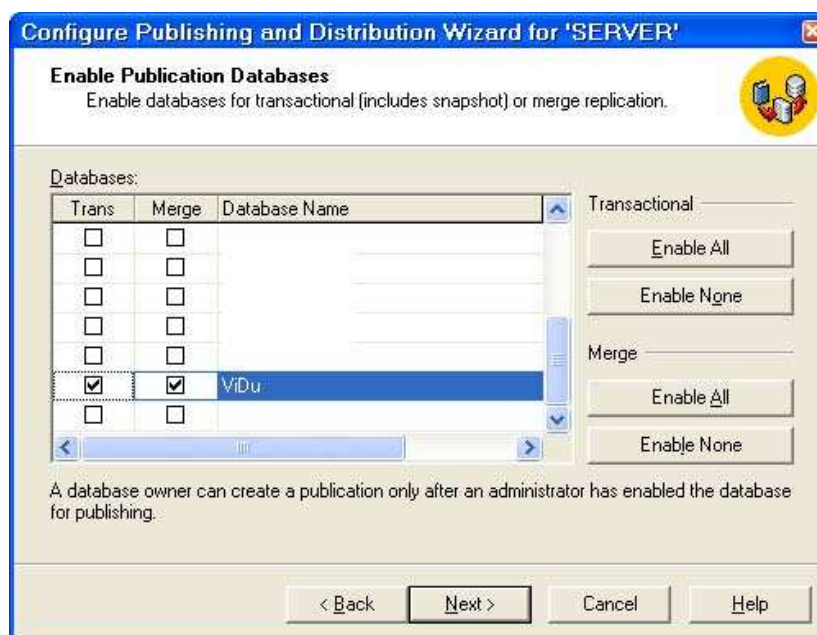 Configure Publishing and Distribution Wizard for 'SERVER'
Enable Publication Databases
Enable databases for transactional (includes snapshot) or merge replication.
Databases:
Trans Merge Database Name
ViDu
Transactional
Enable All
Enable None
Merge
Enable All
Enable None
A database owner can create a publication only after an administrator has enabled the database
for publishing.
< Back Next > Cancel Help